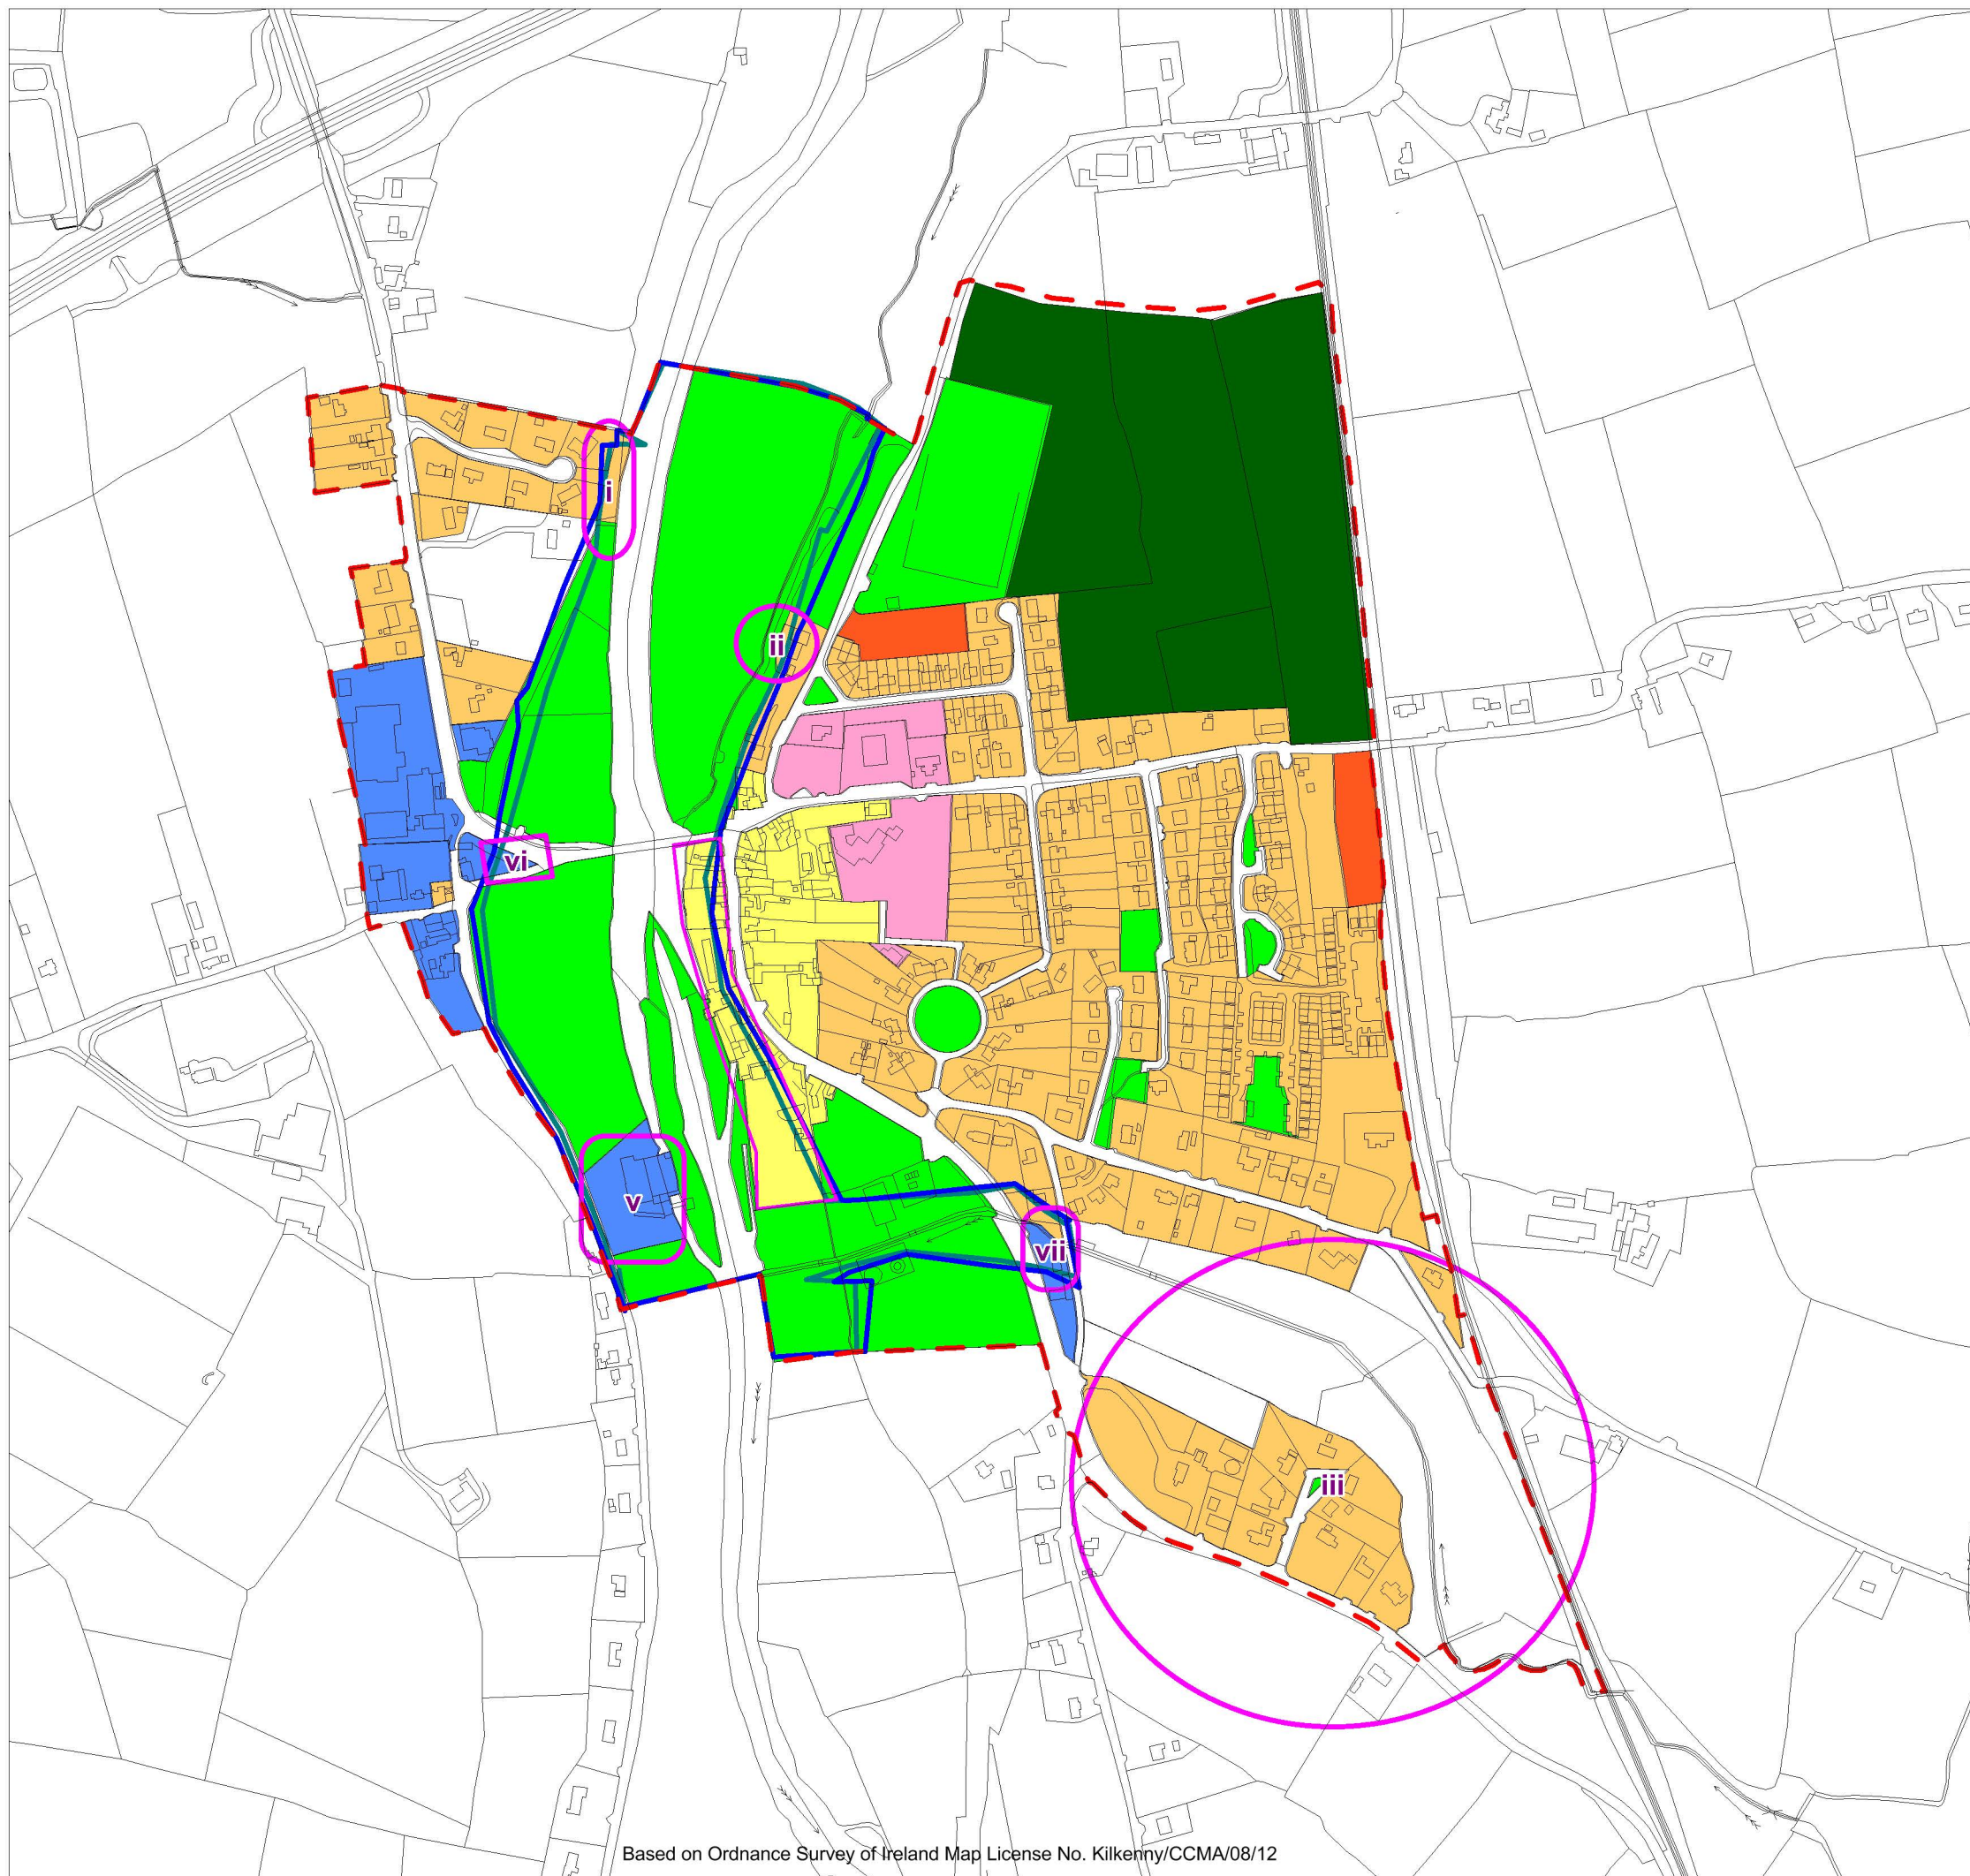 i
ii
vi
v
vii
iii
Based on Ordnance Survey of Ireland Map License No. Kilkenny/CCMA/08/12